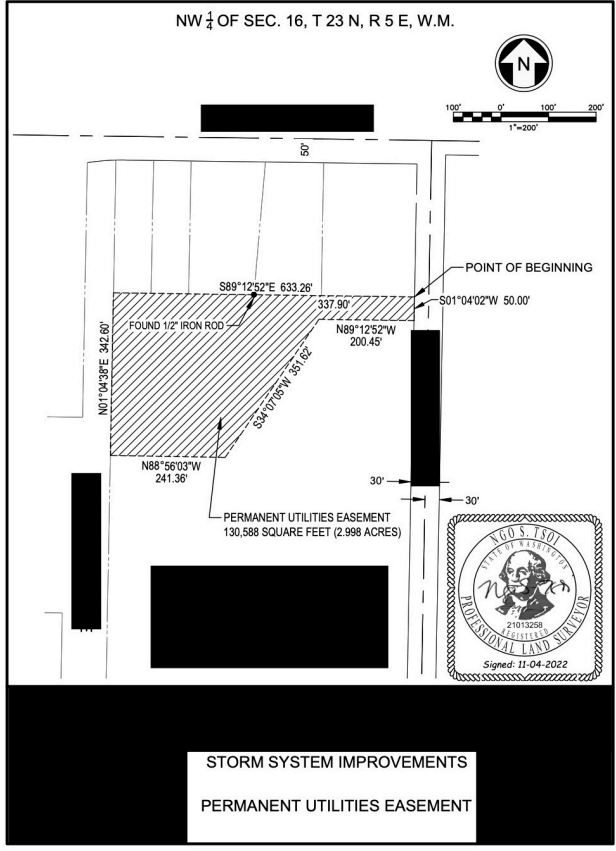 NW 1/4 OF SEC. 16, T 23 N, R 5 E, W.M.
N
100' 0' 100' 200'
1"=200'
50'
POINT OF BEGINNING
S89°12'52"E 633.26'
337.90'
S01°04'02"W 50.00'
FOUND 1/2" IRON ROD
N89°12'52"W
200.45'
N01°04'38"E 342.60'
S34°07'05"W 351.62'
N88°56'03"W
241.36'
30'
30'
PERMANENT UTILITIES EASEMENT
130,588 SQUARE FEET (2.998 ACRES)
NGO S. TSOI
STATE OF WASHINGTON
21013258
REGISTERED
PROFESSIONAL LAND SURVEYOR
Signed: 11-04-2022
STORM SYSTEM IMPROVEMENTS
PERMANENT UTILITIES EASEMENT